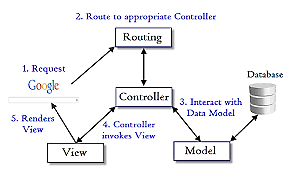 2. Route to appropriate Controller
Routing
1. Request
Google
Database
Controller
3. Interact with
Data Model
5. Renders
View
4. Controller
invokes View
View
Model